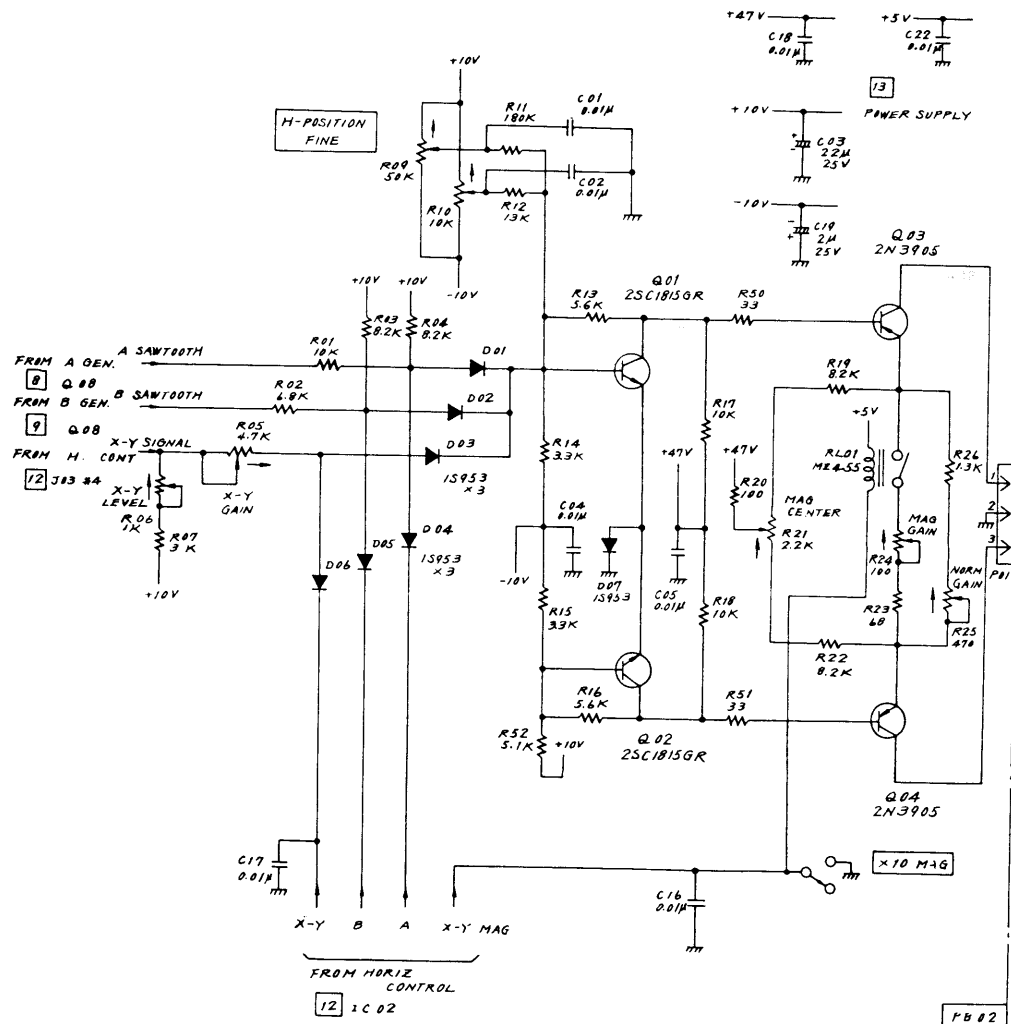 +47V
C18
0.01µ
+5V
C22
0.01µ
13
POWER SUPPLY
+10V
C03
22µ
25V
-10V
C19
2µ
25V
+10V
H-POSITION
FINE
R09
50K
R10
10K
R11
180K
C01
0.01µ
C02
0.01µ
R12
13K
-10V
+10V
+10V
R03
8.2K
R04
8.2K
R13
5.6K
Q01
2SC1815GR
R50
33
Q03
2N3905
FROM A GEN.
A SAWTOOTH
8 Q08
R01
10K
D01
FROM B GEN.
B SAWTOOTH
9 Q08
R02
6.8K
D02
X-Y SIGNAL
FROM H. CONT
12 J03 #4
R05
4.7K
X-Y
GAIN
D03
1S953
×3
X-Y
LEVEL
R06
1K
R07
3K
+10V
D06
D05
D04
1S953
×3
R14
3.3K
-10V
C04
0.01µ
R15
3.3K
D07
1S953
+47V
C05
0.01µ
R17
10K
R18
10K
+47V
R20
100
MAG
CENTER
R21
2.2K
R19
8.2K
+5V
RL01
MZ4-55
R26
1.3K
MAG
GAIN
R24
100
R23
68
NORM
GAIN
R25
470
R22
8.2K
1
2
3
P01
R16
5.6K
R52
5.1K
+10V
Q02
2SC1815GR
R51
33
Q04
2N3905
C17
0.01µ
C16
0.01µ
×10 MAG
X-Y B A X-Y MAG
FROM HORIZ
CONTROL
12 IC02
PB02